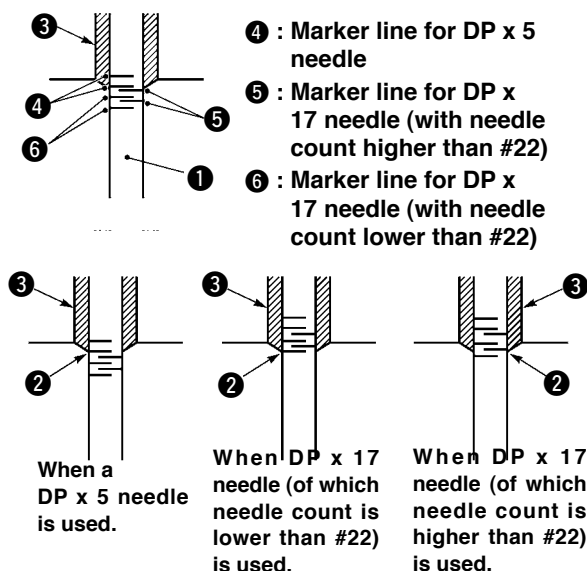 ❸
❹
❻
❺
❶
❹ : Marker line for DP x 5
needle
❺ : Marker line for DP x
17 needle (with needle
count higher than #22)
❻ : Marker line for DP x
17 needle (with needle
count lower than #22)
❸
❷
When a
DP x 5 needle
is used.
❸
❷
When DP x 17
needle (of which
needle count is
lower than #22)
is used.
❸
❷
When DP x 17
needle (of which
needle count is
higher than #22)
is used.